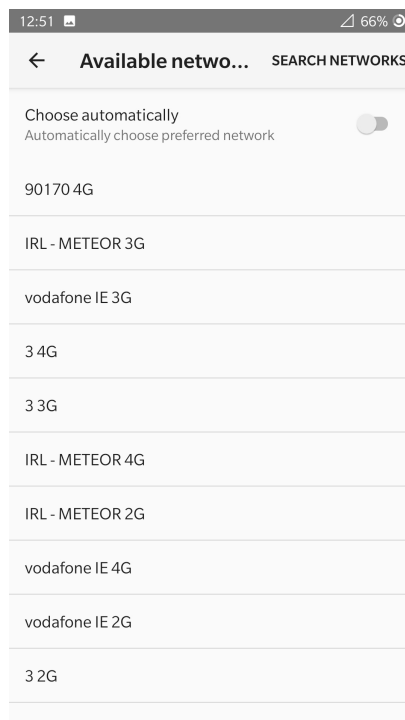 12:51 66%
Available netwo... SEARCH NETWORKS
Choose automatically
Automatically choose preferred network
90170 4G
IRL - METEOR 3G
vodafone IE 3G
3 4G
3 3G
IRL - METEOR 4G
IRL - METEOR 2G
vodafone IE 4G
vodafone IE 2G
3 2G